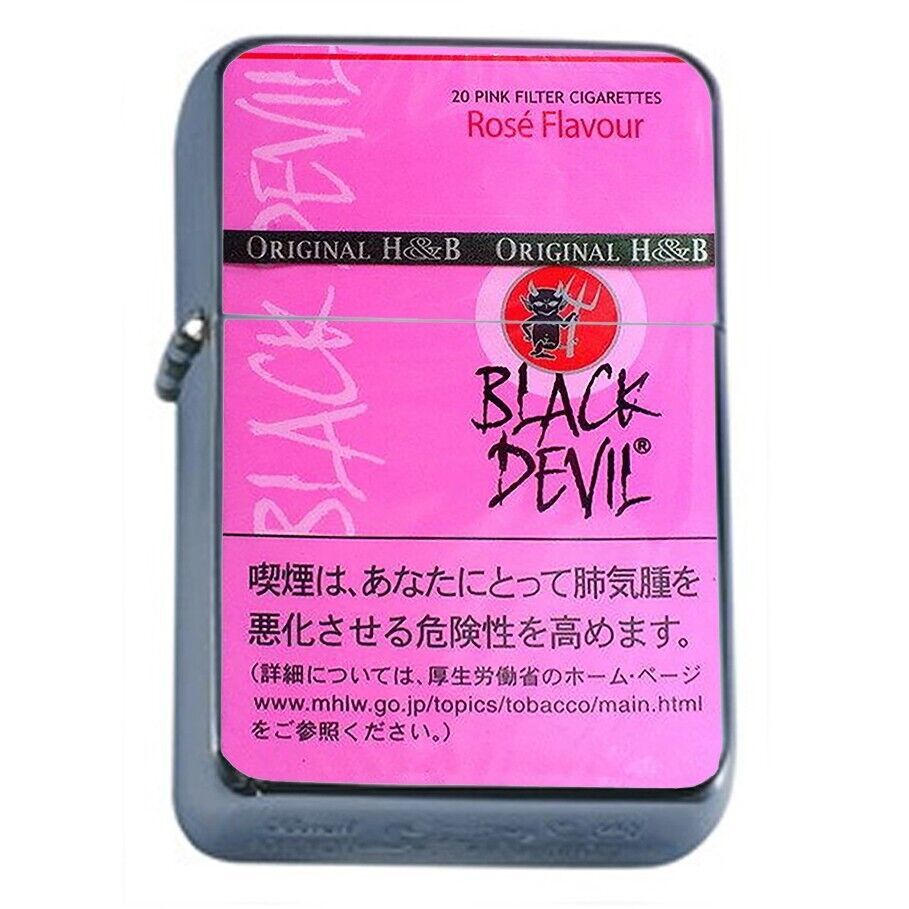 20 PINK FILTER CIGARETTES
Rosé Flavour
BLACK DEVIL
ORIGINAL H&B ORIGINAL H&B
BLACK
DEVIL®
喫煙は、あなたにとって肺気腫を
悪化させる危険性を高めます。
(詳細については、厚生労働省のホーム・ページ
www.mhlw.go.jp/topics/tobacco/main.html
をご参照ください。)